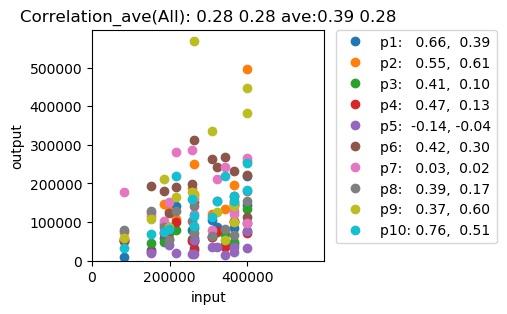 Correlation_ave(All): 0.28 0.28 ave:0.39 0.28
500000
400000
300000
200000
100000
0
output
0 200000 400000
input
p1: 0.66, 0.39
p2: 0.55, 0.61
p3: 0.41, 0.10
p4: 0.47, 0.13
p5: -0.14, -0.04
p6: 0.42, 0.30
p7: 0.03, 0.02
p8: 0.39, 0.17
p9: 0.37, 0.60
p10: 0.76, 0.51